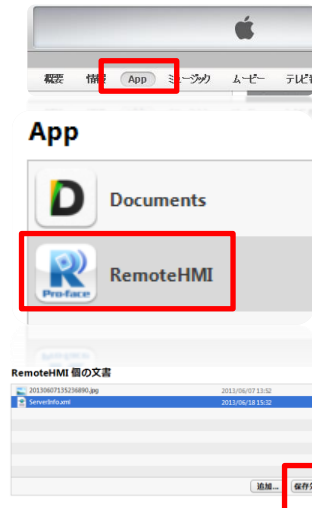 概要 情報 App ミュージック ムービー テレビ
App
Documents
RemoteHMI
Pro-face
RemoteHMI 個の文書
20130607135236890.jpg 2013/06/07 13:52
ServerInfo.xml 2013/06/18 15:32
追加...